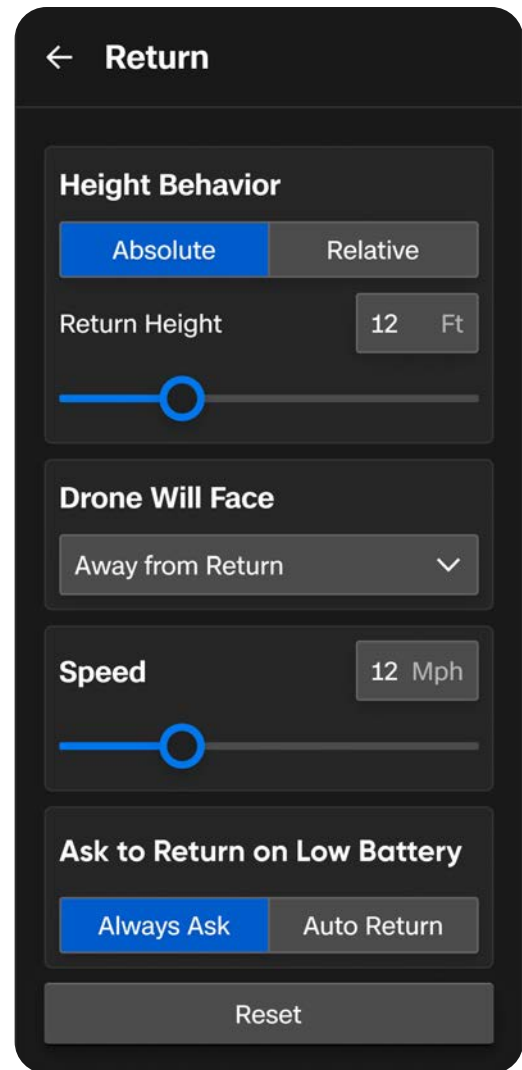 Return
Height Behavior
Absolute Relative
Return Height 12 Ft
Drone Will Face
Away from Return
Speed 12 Mph
Ask to Return on Low Battery
Always Ask Auto Return
Reset